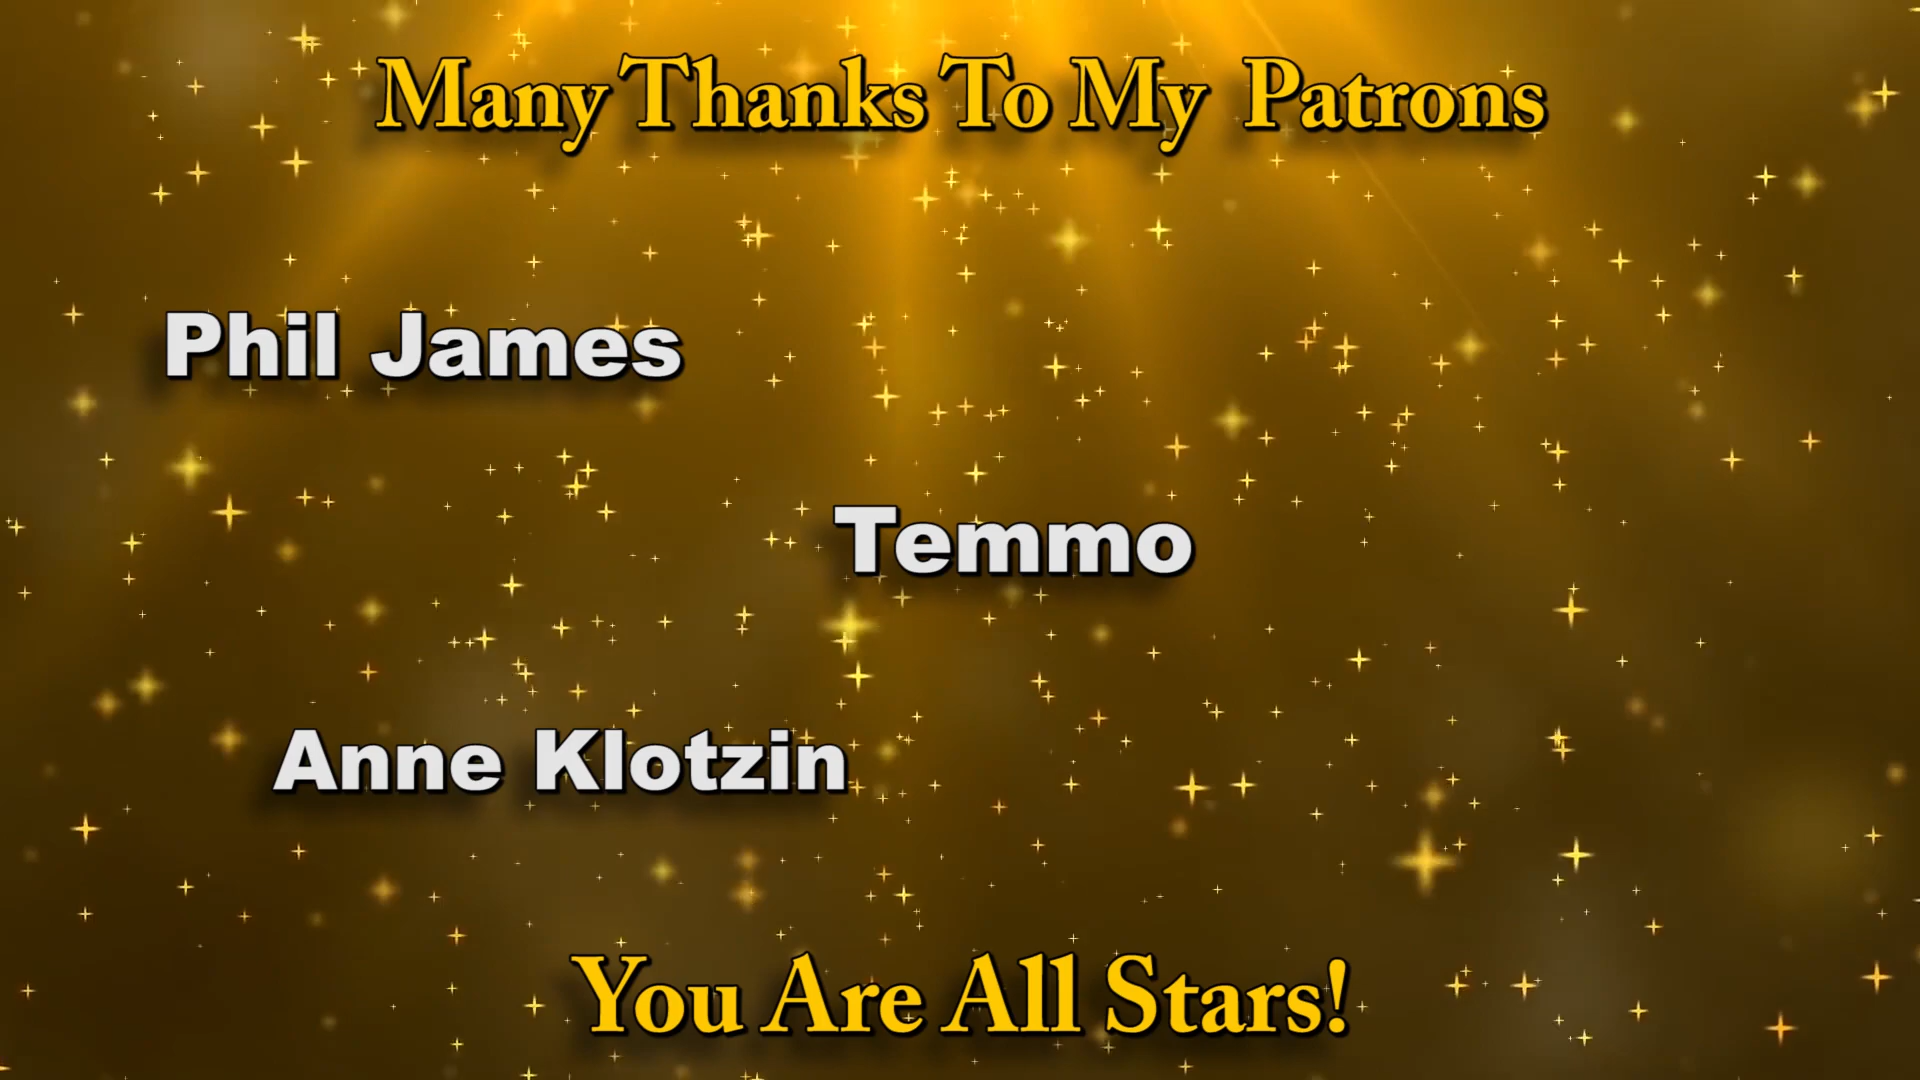 Many Thanks To My Patrons
Phil James
Temmo
Anne Klotzin
You Are All Stars!